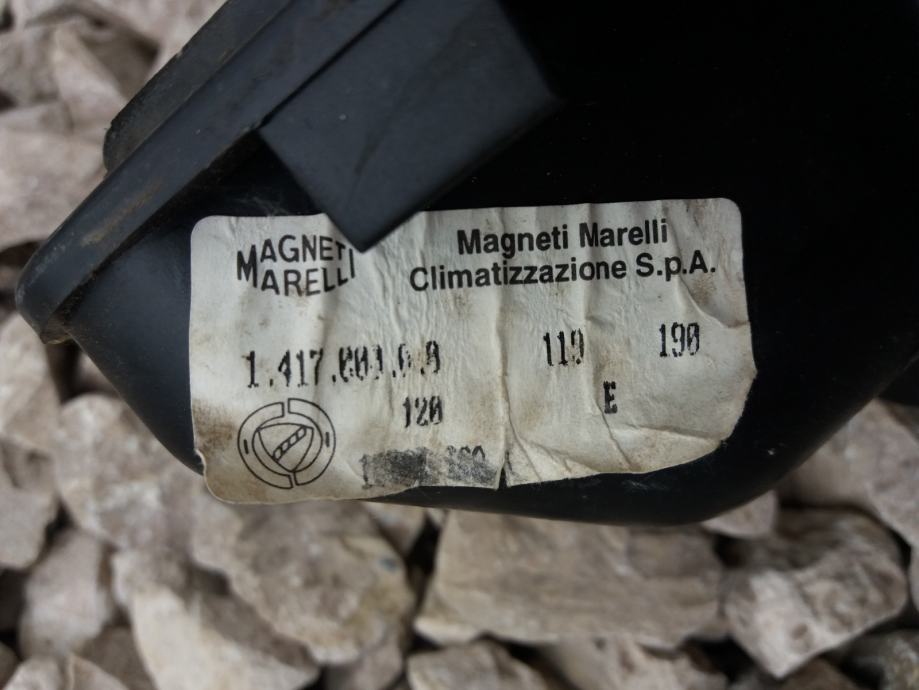 MAGNETI
MARELLI
Magneti Marelli
Climatizzazione S.p.A.
119 190
120 E